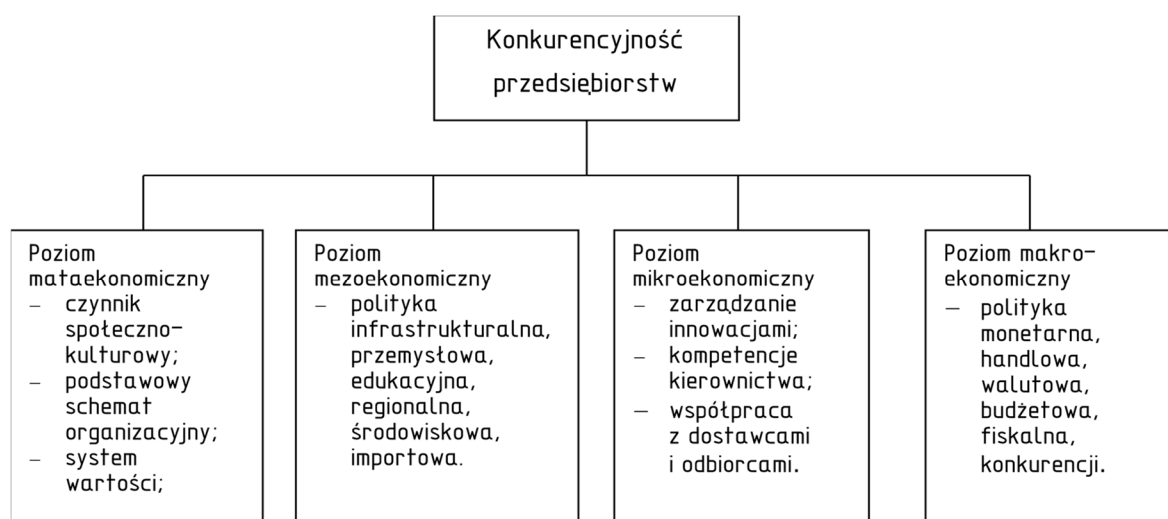 Konkurencyjność
przedsiębiorstw
Poziom
mataekonomiczny
– czynnik
społeczno-
kulturowy;
– podstawowy
schemat
organizacyjny;
– system
wartości;
Poziom
mezoekonomiczny
– polityka
infrastrukturalna,
przemysłowa,
edukacyjna,
regionalna,
środowiskowa,
importowa.
Poziom
mikroekonomiczny
– zarządzanie
innowacjami;
– kompetencje
kierownictwa;
– współpraca
z dostawcami
i odbiorcami.
Poziom makro-
ekonomiczny
– polityka
monetarna,
handlowa,
walutowa,
budżetowa,
fiskalna,
konkurencji.